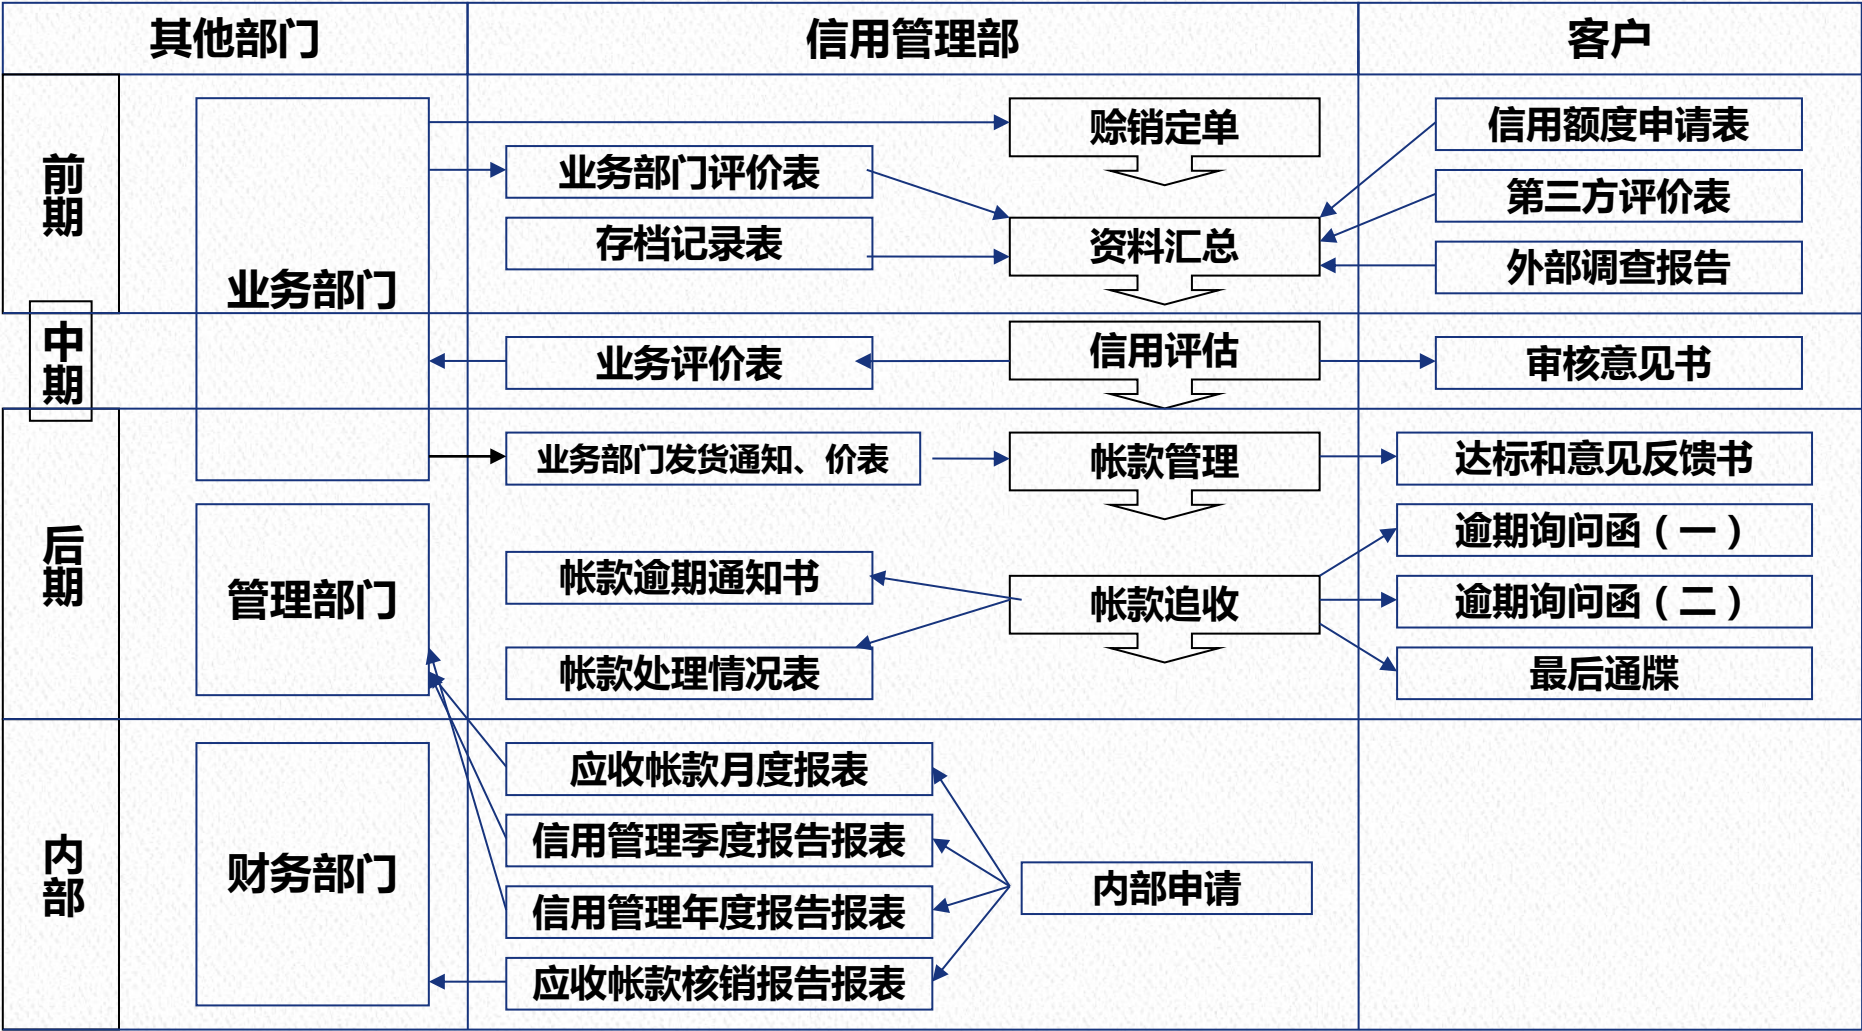 其他部门
信用管理部
客户
前期
业务部门
赊销定单
业务部门评价表
存档记录表
资料汇总
信用额度申请表
第三方评价表
外部调查报告
中期
业务评价表
信用评估
审核意见书
后期
业务部门发货通知、价表
帐款管理
达标和意见反馈书
管理部门
帐款逾期通知书
帐款处理情况表
帐款追收
逾期询问函（一）
逾期询问函（二）
最后通牒
内部
财务部门
应收帐款月度报表
信用管理季度报告报表
信用管理年度报告报表
应收帐款核销报告报表
内部申请